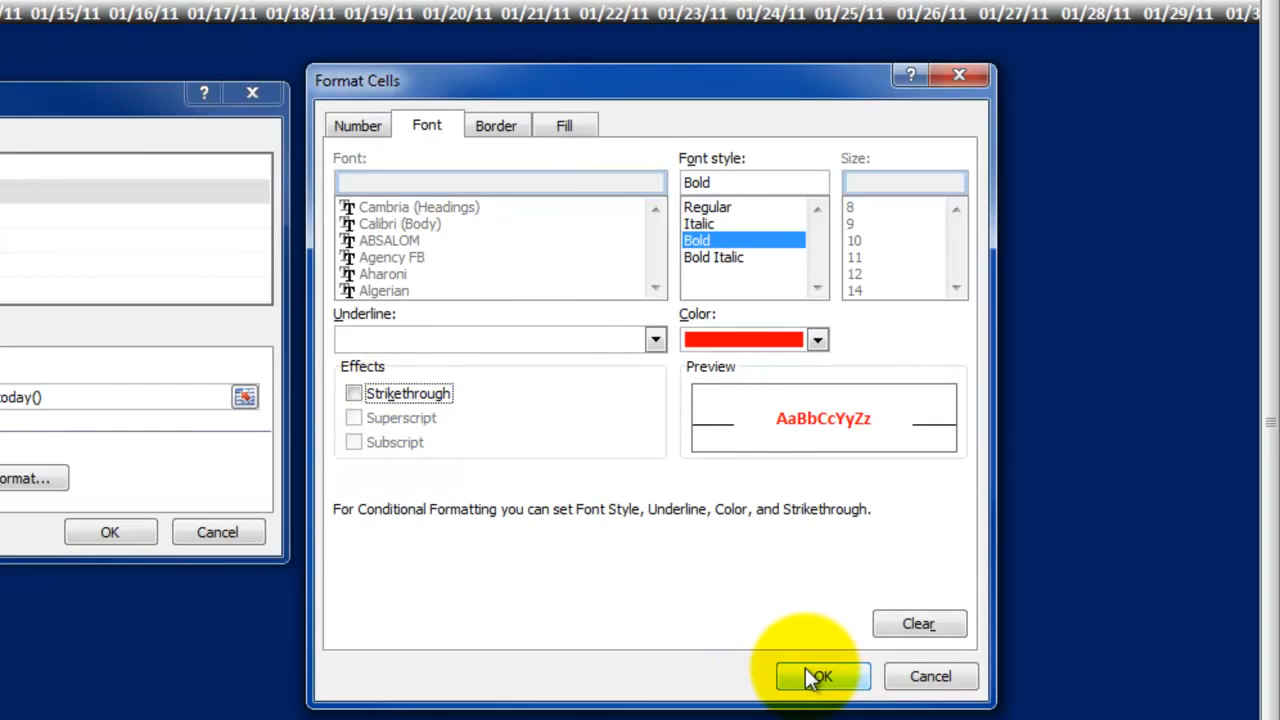 /11 01/15/11 01/16/11 01/17/11 01/18/11 01/19/11 01/20/11 01/21/11 01/22/11 01/23/11 01/24/11 01/25/11 01/26/11 01/27/11 01/28/11 01/29/11 01/3
Format Cells
?
?
Number
Font
Border
Fill
Font:
Font style:
Size:
Bold
Cambria (Headings)
Calibri (Body)
ABSALOM
Agency FB
Aharoni
Algerian
Regular
Italic
Bold
Bold Italic
8
9
10
11
12
14
Underline:
Color:
Effects
Strikethrough
Superscript
Subscript
Preview
AaBbCcYyZz
oday()
ormat...
OK
Cancel
For Conditional Formatting you can set Font Style, Underline, Color, and Strikethrough.
Clear
OK
Cancel